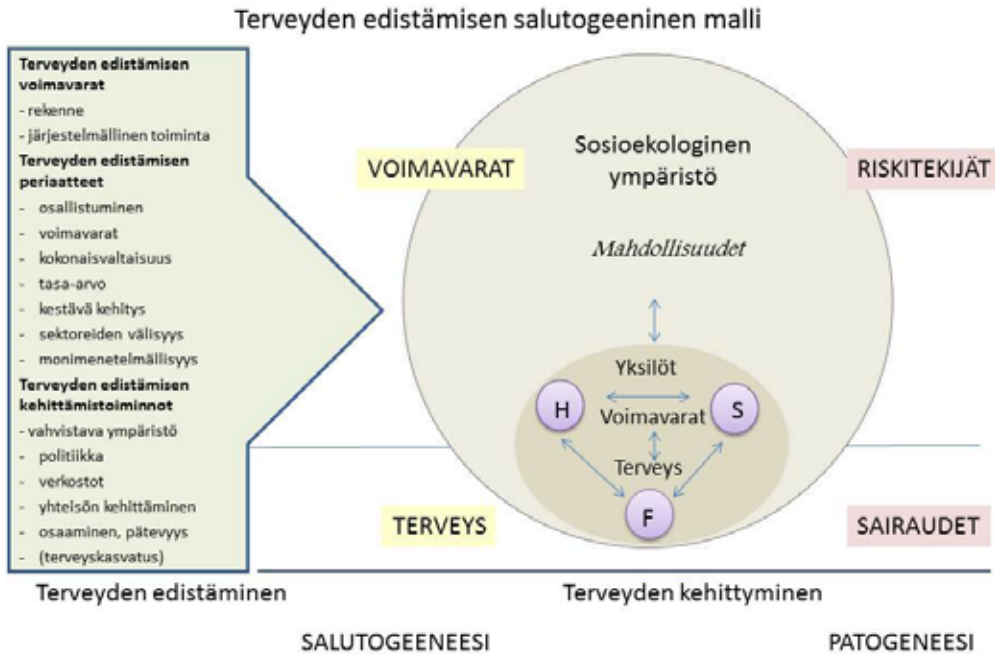 Terveyden edistämisen salutogeeninen malli
Terveyden edistämisen
voimavarat
- rekenne
- järjestelmällinen toiminta
Terveyden edistämisen
periaatteet
- osallistuminen
- voimavarat
- kokonaisvaltaisuus
- tasa-arvo
- kestävä kehitys
- sektoreiden välisyys
- monimenetelmällisyys
Terveyden edistämisen
kehittämistoiminnot
- vahvistava ympäristö
- politiikka
- verkostot
- yhteisön kehittäminen
- osaaminen, pätevyys
- (terveyskasvatus)
VOIMAVARAT
Sosioekologinen
ympäristö
RISKITEKIJÄT
Mahdollisuudet
Yksilöt
H
S
Voimavarat
Terveys
F
TERVEYS
SAIRAUDET
Terveyden edistäminen
Terveyden kehittyminen
SALUTOGEENEESI
PATOGENEESI